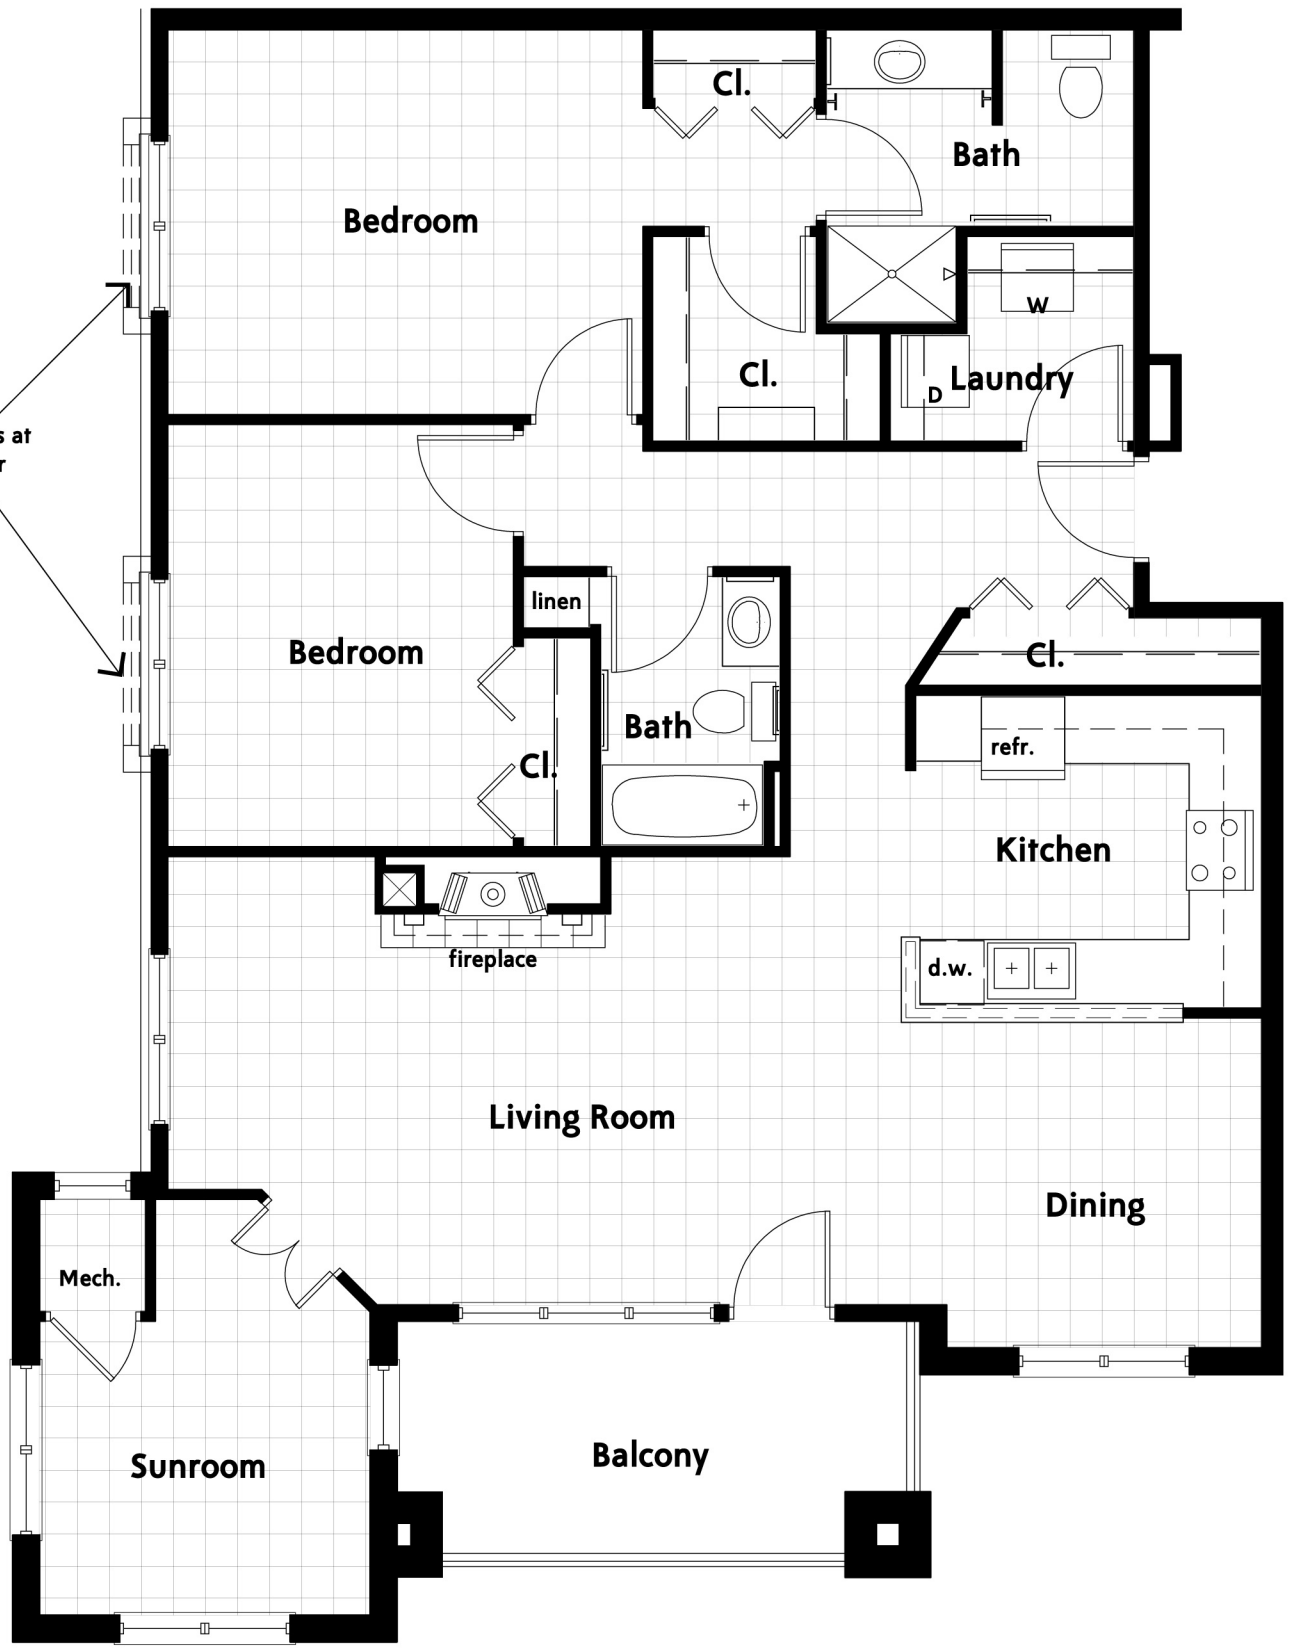 Cl.
Bath
Bedroom
W
Cl.
Laundry
D
s at
r
linen
Bedroom
Cl.
Bath
refr.
Cl.
Kitchen
fireplace
d.w.
Living Room
Dining
Mech.
Sunroom
Balcony